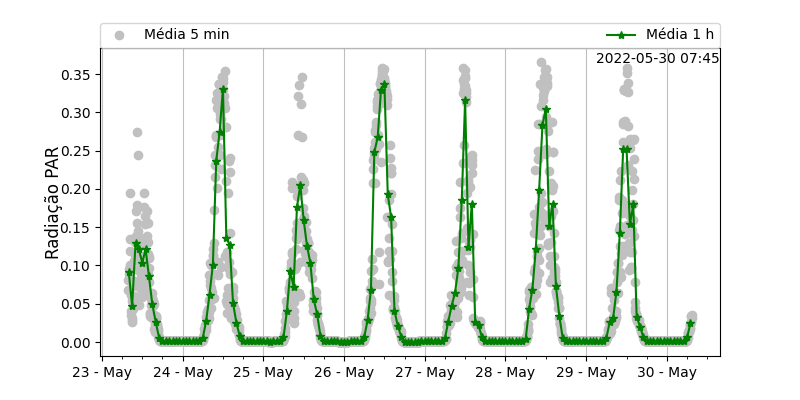 Média 5 min
Média 1 h
2022-05-30 07:45
Radiação PAR
0.35
0.30
0.25
0.20
0.15
0.10
0.05
0.00
23 - May
24 - May
25 - May
26 - May
27 - May
28 - May
29 - May
30 - May